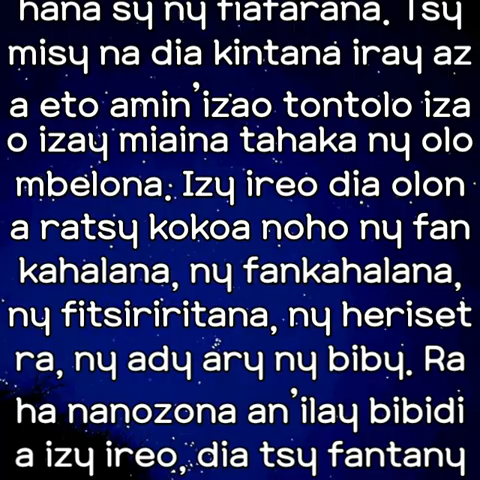 hana sy ny fiafarana. Tsy
misy na dia kintana iray az
a eto amin'izao tontolo iza
o izay miaina tahaka ny olo
mbelona. Izy ireo dia olon
a ratsy kokoa noho ny fan
kahalana, ny fankahalana,
ny fitsiriritana, ny heriset
ra, ny ady ary ny biby. Ra
ha nanozona an'ilay bibidi
a izy ireo, dia tsy fantany